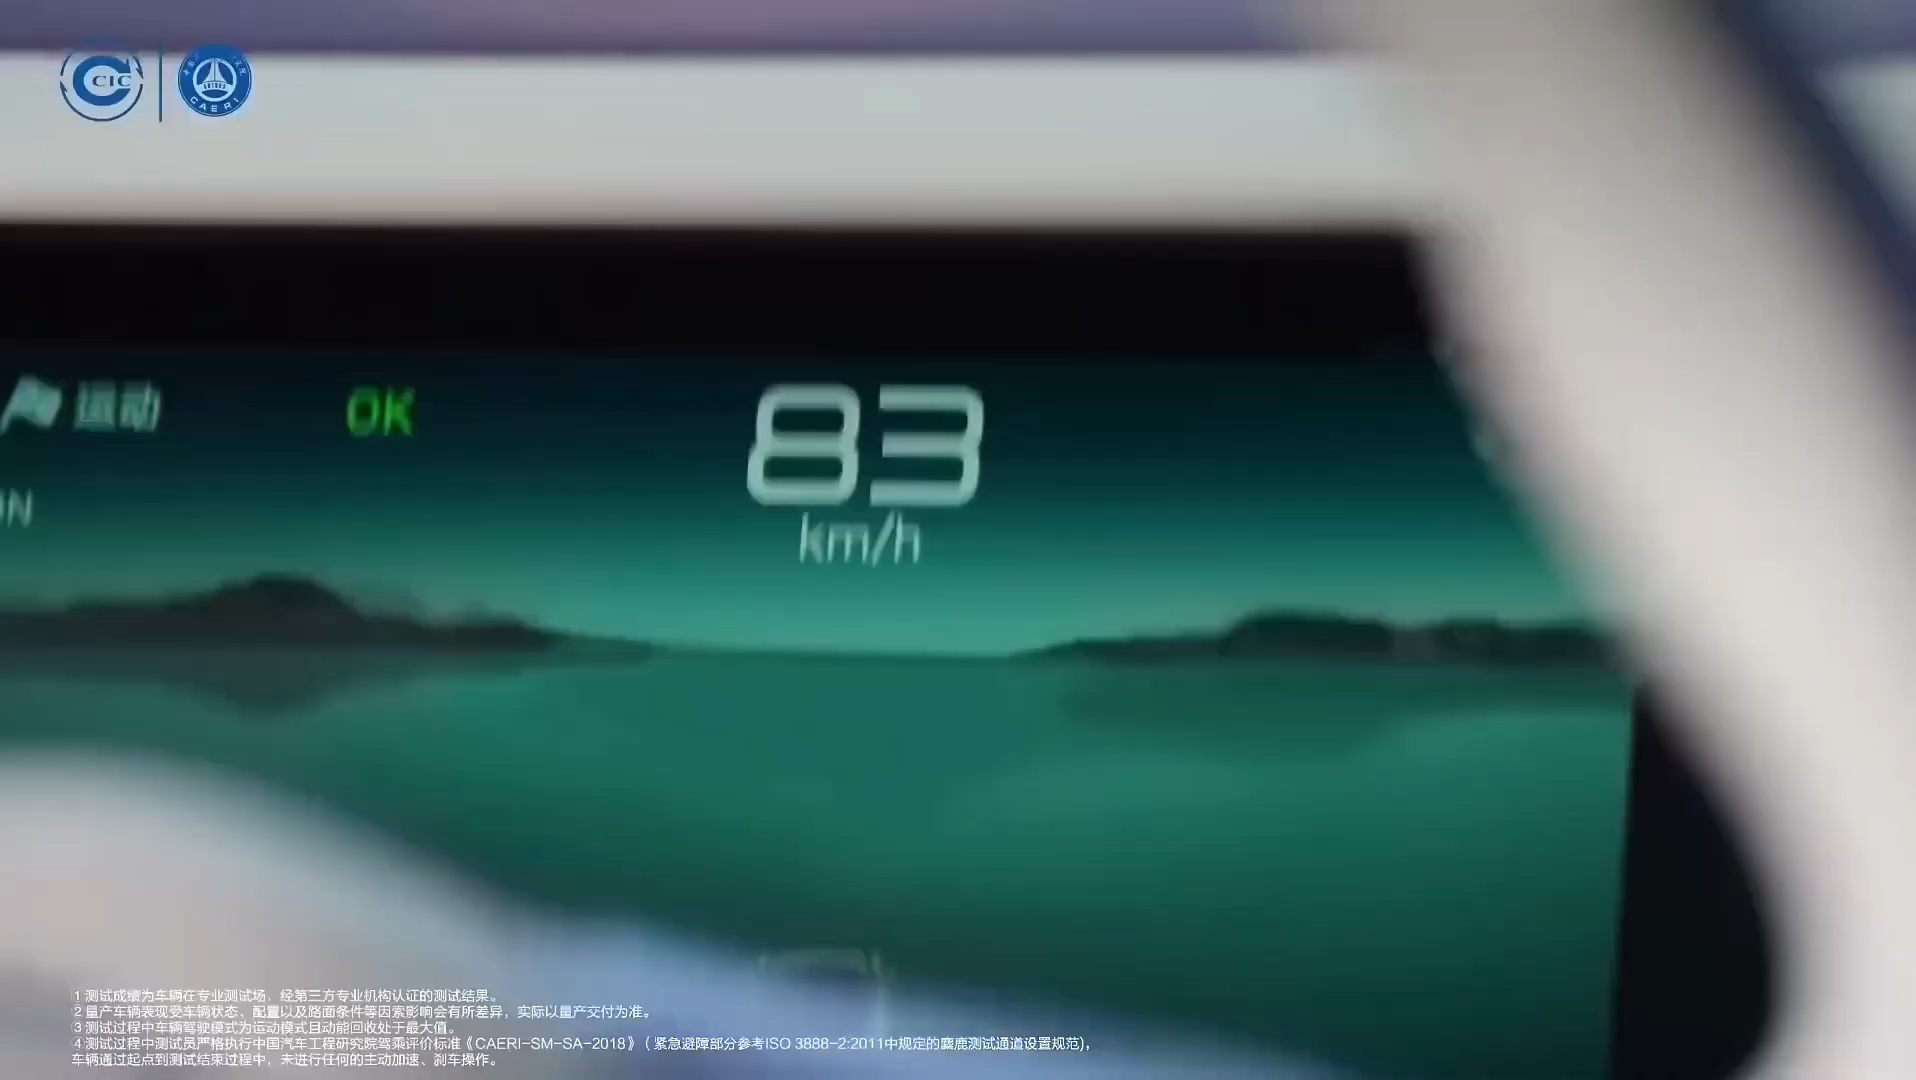 CIC
CAERI
运动
OK
83
km/h
①测试成绩为车辆在专业测试场，经第三方专业机构认证的测试结果。
②量产车辆表现受车辆状态、配置以及路面条件等因素影响会有所差异，实际以量产交付为准。
③测试过程中车辆驾驶模式为运动模式且动能回收处于最大值。
④测试过程中测试员严格执行中国汽车工程研究院驾乘评价标准《CAERI-SM-SA-2018》（紧急避障部分参考ISO 3888-2:2011中规定的麋鹿测试通道设置规范),
车辆通过起点到测试结束过程中，未进行任何的主动加速、刹车操作。